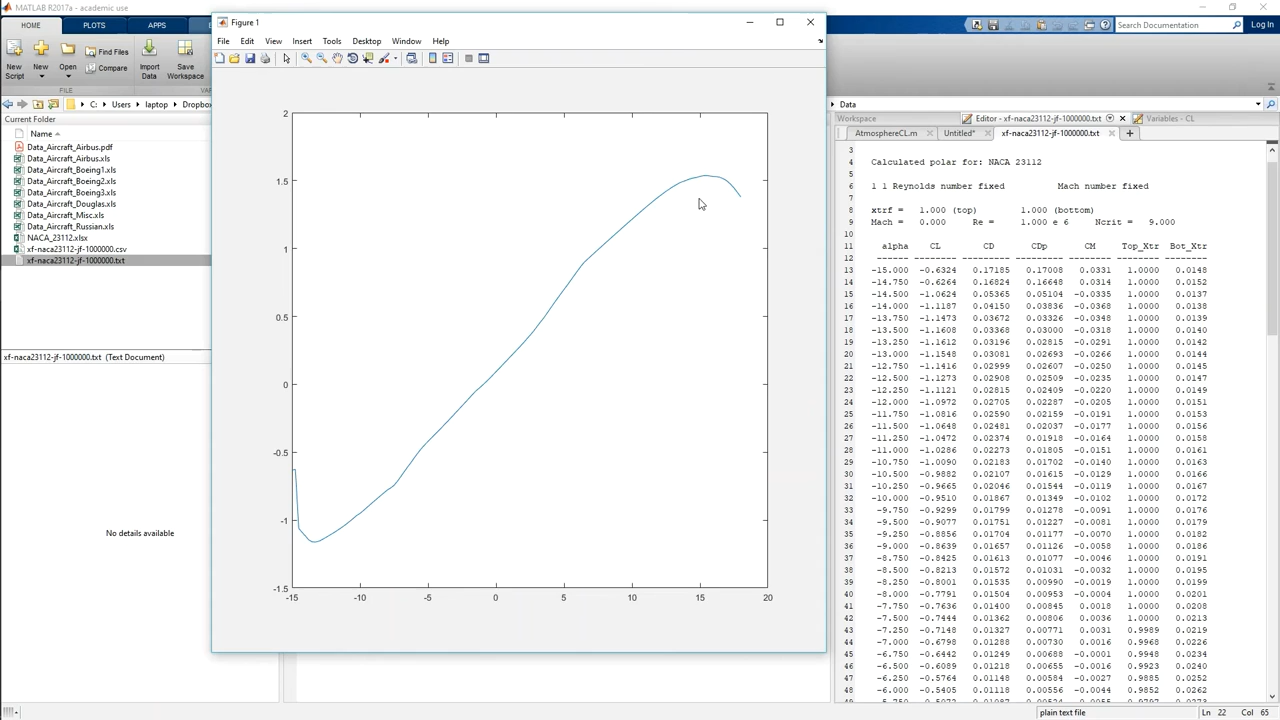 MATLAB R2017a - academic use
HOME PLOTS APPS
Search Documentation
Log In
New Script
New
Open
Find Files
Compare
Import Data
Save Workspace
FILE
C: Users laptop Dropbox
Data
Current Folder
Name
Data_Aircraft_Airbus.pdf
Data_Aircraft_Airbus.xls
Data_Aircraft_Boeing1.xls
Data_Aircraft_Boeing2.xls
Data_Aircraft_Boeing3.xls
Data_Aircraft_Douglas.xls
Data_Aircraft_Misc.xls
Data_Aircraft_Russian.xls
NACA_23112.xlsx
xf-naca23112-jf-1000000.csv
xf-naca23112-jf-1000000.txt
xf-naca23112-jf-1000000.txt (Text Document)
No details available
Figure 1
File Edit View Insert Tools Desktop Window Help
2
1.5
1
0.5
0
-0.5
-1
-1.5
-15 -10 -5 0 5 10 15 20
Workspace
Editor - xf-naca23112-jf-1000000.txt
Variables - CL
AtmosphereCL.m
Untitled*
xf-naca23112-jf-1000000.txt
3
4 Calculated polar for: NACA 23112
5
6 1 1 Reynolds number fixed Mach number fixed
7
8 xtrf = 1.000 (top) 1.000 (bottom)
9 Mach = 0.000 Re = 1.000 e 6 Ncrit = 9.000
10
11 alpha CL CD CDp CM Top_Xtr Bot_Xtr
12 ------ -------- --------- --------- -------- -------- --------
13 -15.000 -0.6324 0.17185 0.17008 0.0331 1.0000 0.0148
14 -14.750 -0.6264 0.16824 0.16648 0.0314 1.0000 0.0152
15 -14.500 -1.0624 0.05365 0.05104 -0.0335 1.0000 0.0137
16 -14.000 -1.1187 0.04150 0.03836 -0.0368 1.0000 0.0138
17 -13.750 -1.1473 0.03672 0.03326 -0.0348 1.0000 0.0139
18 -13.500 -1.1608 0.03368 0.03000 -0.0318 1.0000 0.0140
19 -13.250 -1.1612 0.03196 0.02815 -0.0291 1.0000 0.0142
20 -13.000 -1.1548 0.03081 0.02693 -0.0266 1.0000 0.0144
21 -12.750 -1.1416 0.02999 0.02607 -0.0250 1.0000 0.0145
22 -12.500 -1.1273 0.02908 0.02509 -0.0235 1.0000 0.0147
23 -12.250 -1.1121 0.02815 0.02409 -0.0220 1.0000 0.0149
24 -12.000 -1.0972 0.02705 0.02287 -0.0205 1.0000 0.0151
25 -11.750 -1.0816 0.02590 0.02159 -0.0191 1.0000 0.0153
26 -11.500 -1.0648 0.02481 0.02037 -0.0177 1.0000 0.0156
27 -11.250 -1.0472 0.02374 0.01918 -0.0164 1.0000 0.0158
28 -11.000 -1.0286 0.02273 0.01805 -0.0151 1.0000 0.0161
29 -10.750 -1.0090 0.02183 0.01702 -0.0140 1.0000 0.0163
30 -10.500 -0.9882 0.02107 0.01615 -0.0129 1.0000 0.0166
31 -10.250 -0.9665 0.02046 0.01544 -0.0119 1.0000 0.0167
32 -10.000 -0.9510 0.01867 0.01349 -0.0102 1.0000 0.0172
33 -9.750 -0.9299 0.01799 0.01278 -0.0091 1.0000 0.0176
34 -9.500 -0.9077 0.01751 0.01227 -0.0081 1.0000 0.0179
35 -9.250 -0.8856 0.01704 0.01177 -0.0070 1.0000 0.0182
36 -9.000 -0.8639 0.01657 0.01126 -0.0058 1.0000 0.0186
37 -8.750 -0.8425 0.01613 0.01077 -0.0046 1.0000 0.0191
38 -8.500 -0.8213 0.01572 0.01031 -0.0032 1.0000 0.0195
39 -8.250 -0.8001 0.01535 0.00990 -0.0019 1.0000 0.0199
40 -8.000 -0.7791 0.01504 0.00953 -0.0004 1.0000 0.0201
41 -7.750 -0.7636 0.01400 0.00845 0.0018 1.0000 0.0208
42 -7.500 -0.7444 0.01362 0.00806 0.0036 1.0000 0.0213
43 -7.250 -0.7148 0.01327 0.00771 0.0031 0.9989 0.0219
44 -7.000 -0.6798 0.01288 0.00730 0.0016 0.9968 0.0226
45 -6.750 -0.6442 0.01249 0.00688 -0.0001 0.9948 0.0234
46 -6.500 -0.6089 0.01218 0.00655 -0.0016 0.9923 0.0240
47 -6.250 -0.5764 0.01148 0.00584 -0.0027 0.9885 0.0252
48 -6.000 -0.5405 0.01118 0.00556 -0.0044 0.9852 0.0262
plain text file
Ln 22 Col 65